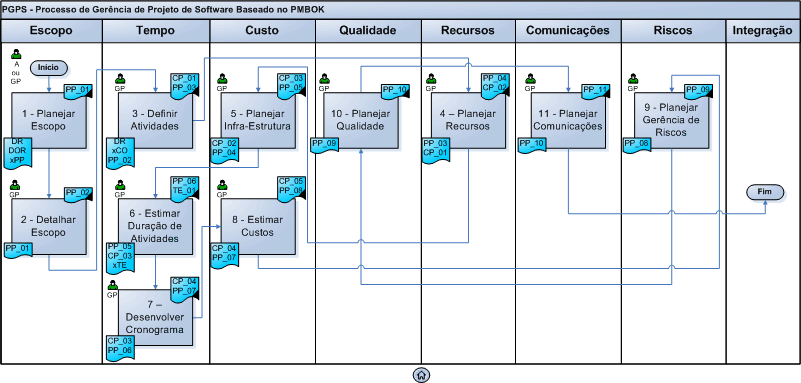 PGPS - Processo de Gerência de Projeto de Software Baseado no PMBOK
Escopo
Tempo
Custo
Qualidade
Recursos
Comunicações
Riscos
Integração
A
ou
GP
Início
PP_01
1 - Planejar
Escopo
DR
DOR
xPP
GP
PP_02
2 - Detalhar
Escopo
PP_01
GP
CP_01
PP_03
3 - Definir
Atividades
DR
xCO
PP_02
GP
PP_06
TE_01
6 - Estimar
Duração de
Atividades
PP_05
CP_03
xTE
GP
CP_04
PP_07
7 –
Desenvolver
Cronograma
CP_03
PP_06
GP
CP_03
PP_05
5 - Planejar
Infra-Estrutura
CP_02
PP_04
GP
CP_05
PP_08
8 - Estimar
Custos
CP_04
PP_07
GP
PP_10
10 - Planejar
Qualidade
PP_09
GP
PP_04
CP_02
4 – Planejar
Recursos
PP_03
CP_01
GP
PP_11
11 - Planejar
Comunicações
PP_10
GP
PP_09
9 - Planejar
Gerência de
Riscos
PP_08
Fim